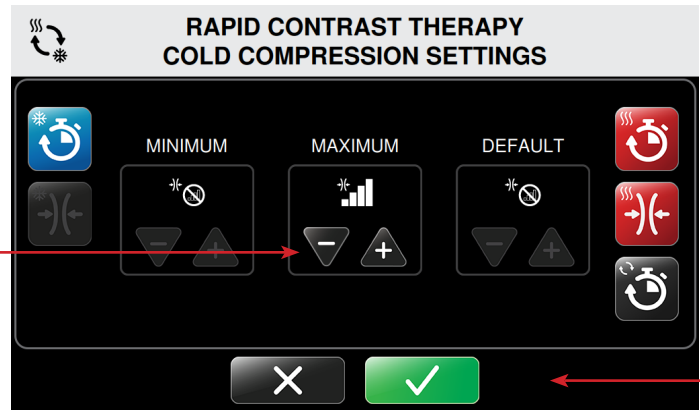 RAPID CONTRAST THERAPY
COLD COMPRESSION SETTINGS
MINIMUM
MAXIMUM
DEFAULT